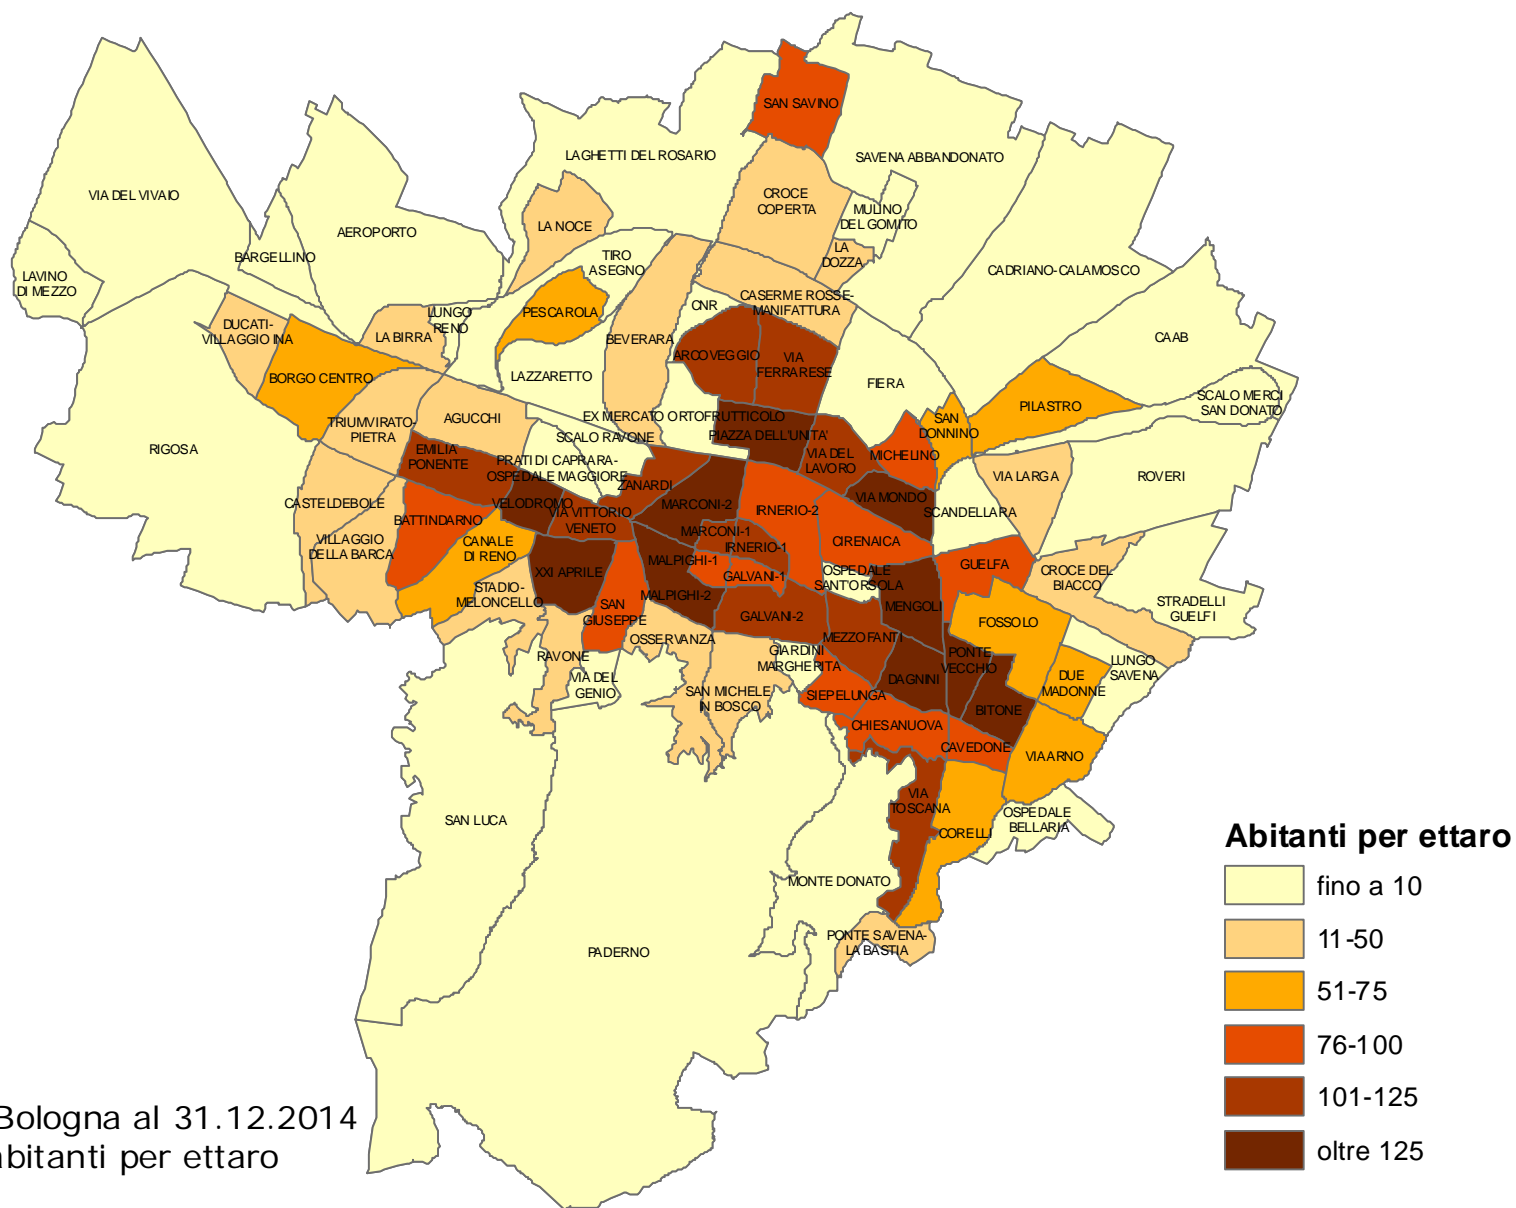 SAN SAVINO
LAGHETTI DEL ROSARIO
SAVENA ABBANDONATO
VIA DEL VIVAIO
CROCE
COPERTA
MULINO
DEL GOMITO
LA NOCE
AEROPORTO
BARGELLINO
TIRO
A SEGNO
LA
DOZZA
CADRIANO-CALAMOSCO
LAVINO
DI MEZZO
CASERME ROSSE-
MANIFATTURA
CNR
PESCAROLA
LUNGO
RENO
DUCATI-
VILLAGGIO INA
LA BIRRA
BEVERARA
CAAB
ARCOVEGGIO
VIA
FERRARESE
BORGO CENTRO
LAZZARETTO
FIERA
SCALO MERCI
SAN DONATO
PILASTRO
TRIUMVIRATO-
PIETRA
AGUCCHI
EX MERCATO ORTOFRUTTICOLO
SAN
DONNINO
SCALO RAVONE
PIAZZA DELL'UNITA'
RIGOSA
EMILIA
PONENTE
PRATI DI CAPRARA-
OSPEDALE MAGGIORE
VIA DEL
LAVORO
MICHELINO
VIA LARGA
ROVERI
ZANARDI
CASTELDEBOLE
VELODROMO
MARCONI-2
VIA MONDO
SCANDELLARA
BATTINDARNO
VIA VITTORIO
VENETO
IRNERIO-2
MARCONI-1
VILLAGGIO
DELLA BARCA
CANALE
DI RENO
IRNERIO-1
CIRENAICA
XXI APRILE
MALPIGHI-1
GALVANI-1
OSPEDALE
SANT'ORSOLA
GUELFA
CROCE DEL
BIACCO
STADIO-
MELONCELLO
MALPIGHI-2
MENGOLI
STRADELLI
GUELFI
SAN
GIUSEPPE
GALVANI-2
FOSSOLO
OSSERVANZA
MEZZOFANTI
RAVONE
GIARDINI
MARGHERITA
PONTE
VECCHIO
LUNGO
SAVENA
VIA DEL
GENIO
DAGNINI
DUE
MADONNE
SAN MICHELE
IN BOSCO
SIEPELUNGA
BITONE
CHIESANUOVA
CAVEDONE
VIA ARNO
VIA
TOSCANA
SAN LUCA
OSPEDALE
BELLARIA
CORELLI
MONTE DONATO
PONTE SAVENA-
LA BASTIA
PADERNO
Abitanti per ettaro
fino a 10
11-50
51-75
76-100
101-125
oltre 125
Bologna al 31.12.2014
abitanti per ettaro